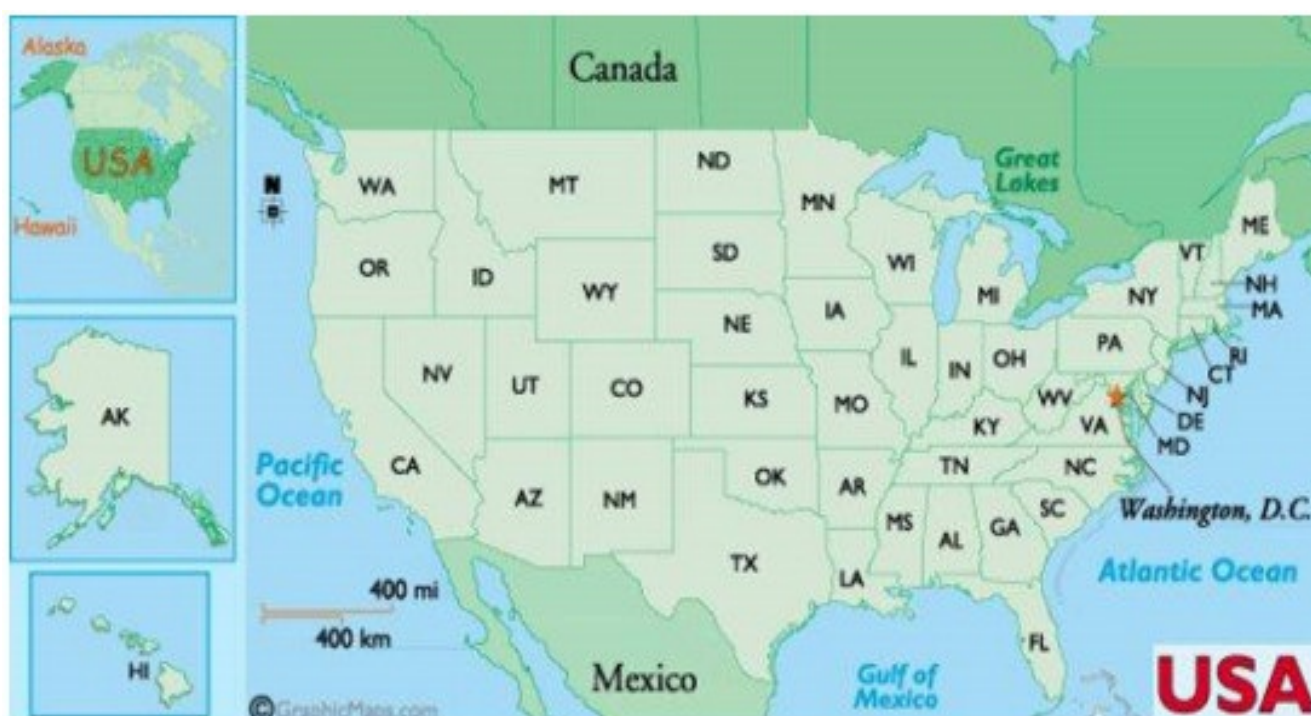 Alaska
USA
Hawaii
AK
HI
Canada
Great
Lakes
N
WA
MT
ND
MN
ME
OR
ID
WY
SD
WI
MI
VT
NH
NY
MA
NV
UT
CO
NE
IA
IL
IN
OH
PA
RI
CT
NJ
KS
MO
WV
VA
DE
MD
KY
CA
Pacific
Ocean
AZ
NM
OK
AR
TN
NC
SC
MS
AL
GA
Washington, D.C.
TX
LA
Atlantic Ocean
400 mi
400 km
FL
Mexico
Gulf of
Mexico
USA
©GraphicMaps.com